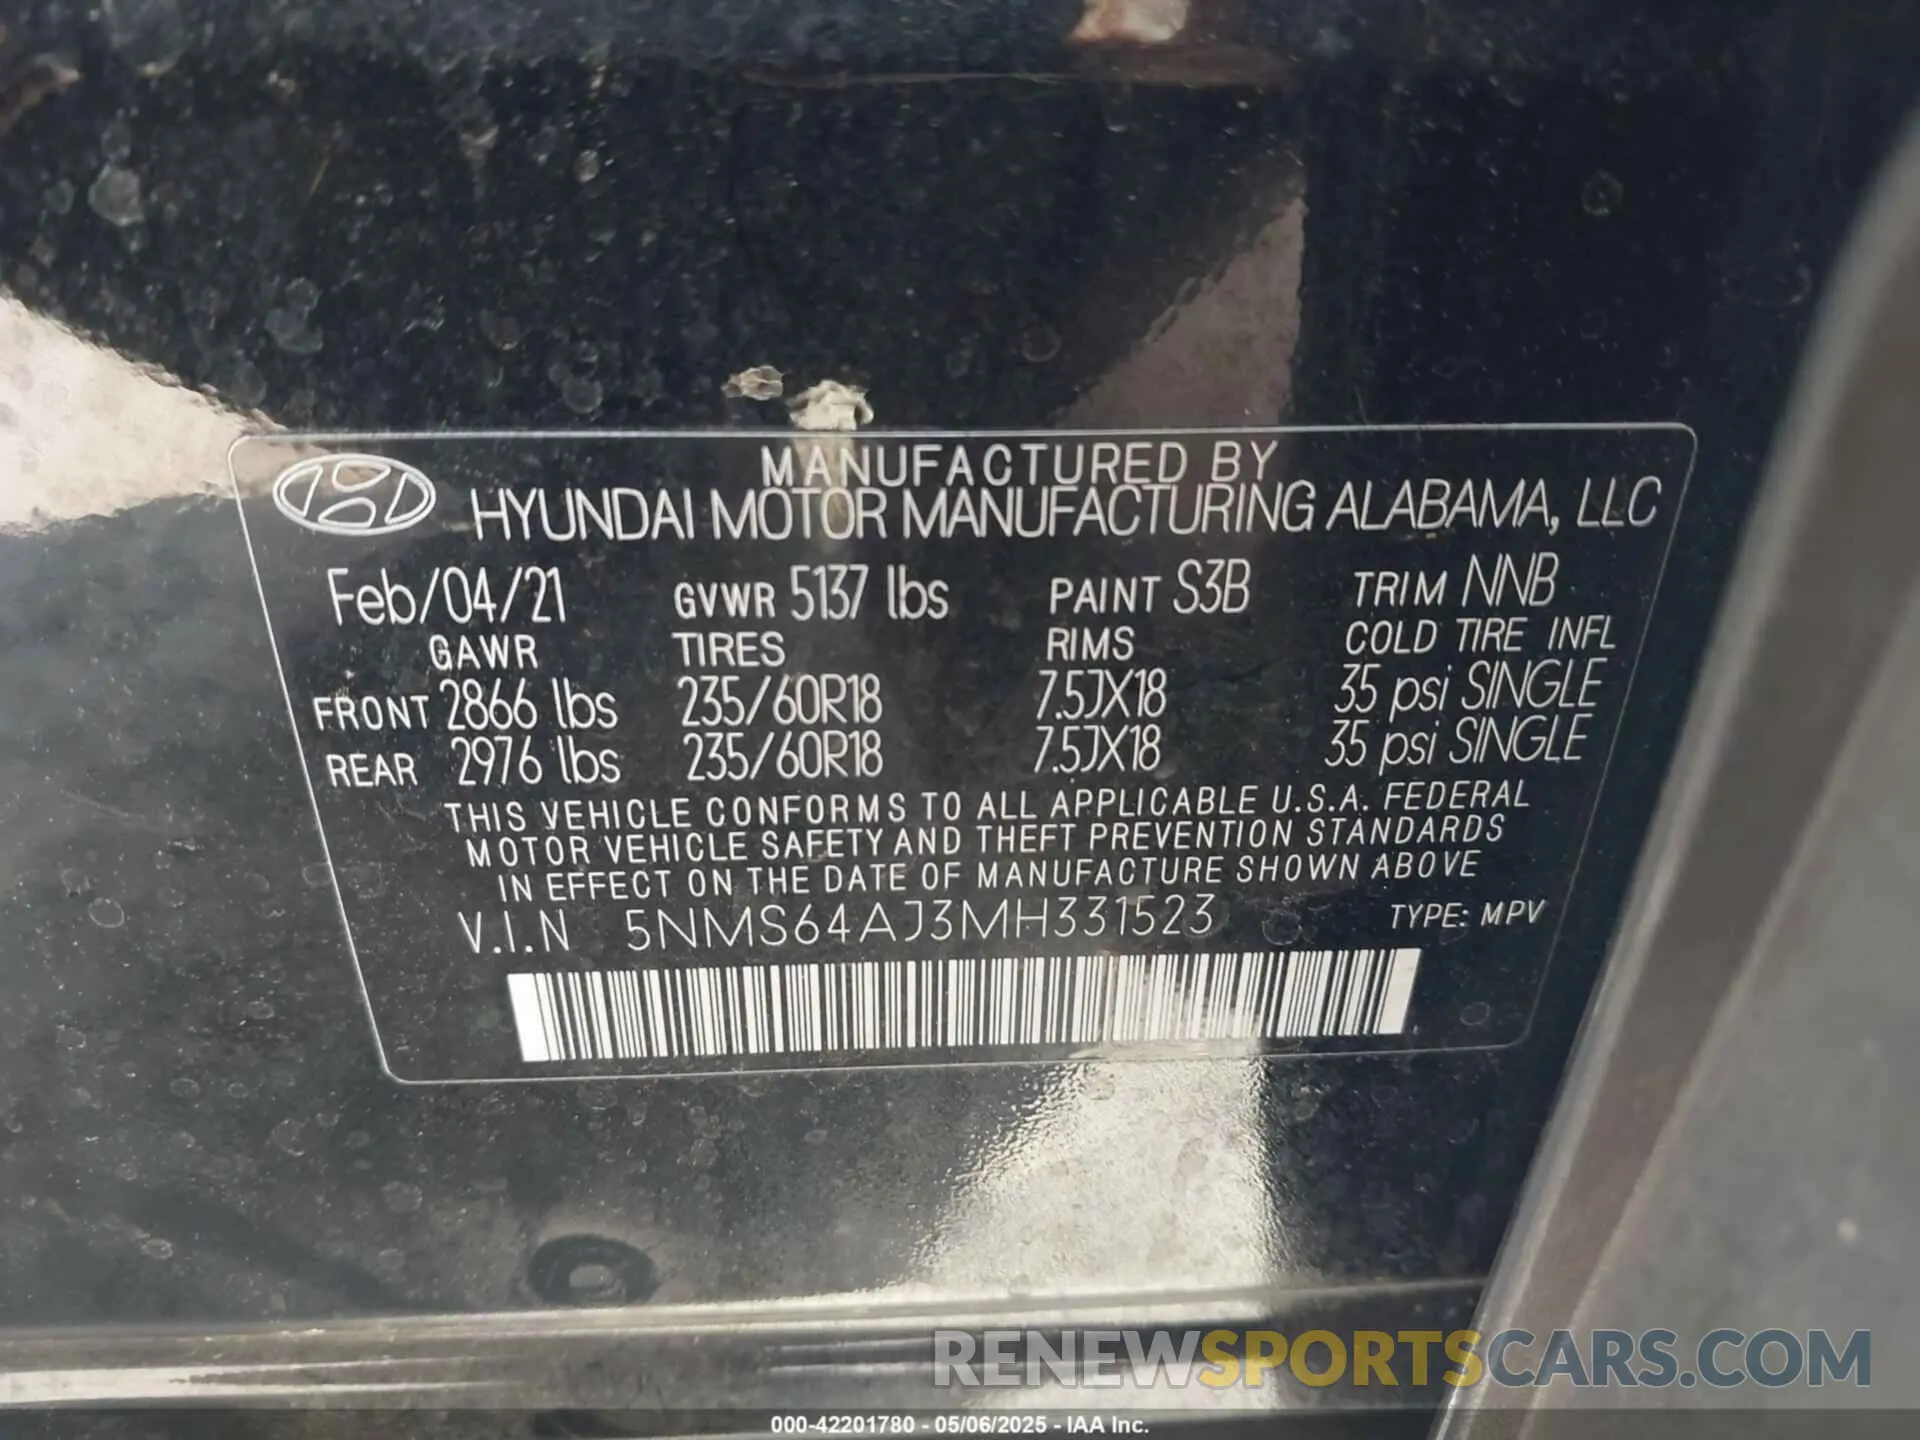 MANUFACTURED BY
HYUNDAI MOTOR MANUFACTURING ALABAMA, LLC
Feb/04/21 GVWR 5137 lbs PAINT S3B TRIM NNB
GAWR TIRES RIMS COLD TIRE INFL
FRONT 2866 lbs 235/60R18 7.5JX18 35 psi SINGLE
REAR 2976 lbs 235/60R18 7.5JX18 35 psi SINGLE
THIS VEHICLE CONFORMS TO ALL APPLICABLE U.S.A. FEDERAL
MOTOR VEHICLE SAFETY AND THEFT PREVENTION STANDARDS
IN EFFECT ON THE DATE OF MANUFACTURE SHOWN ABOVE
V.I.N 5NMS64AJ3MH331523 TYPE: MPV
RENEWSPORTSCARS.COM
000-42201780 - 05/06/2025 - IAA Inc.